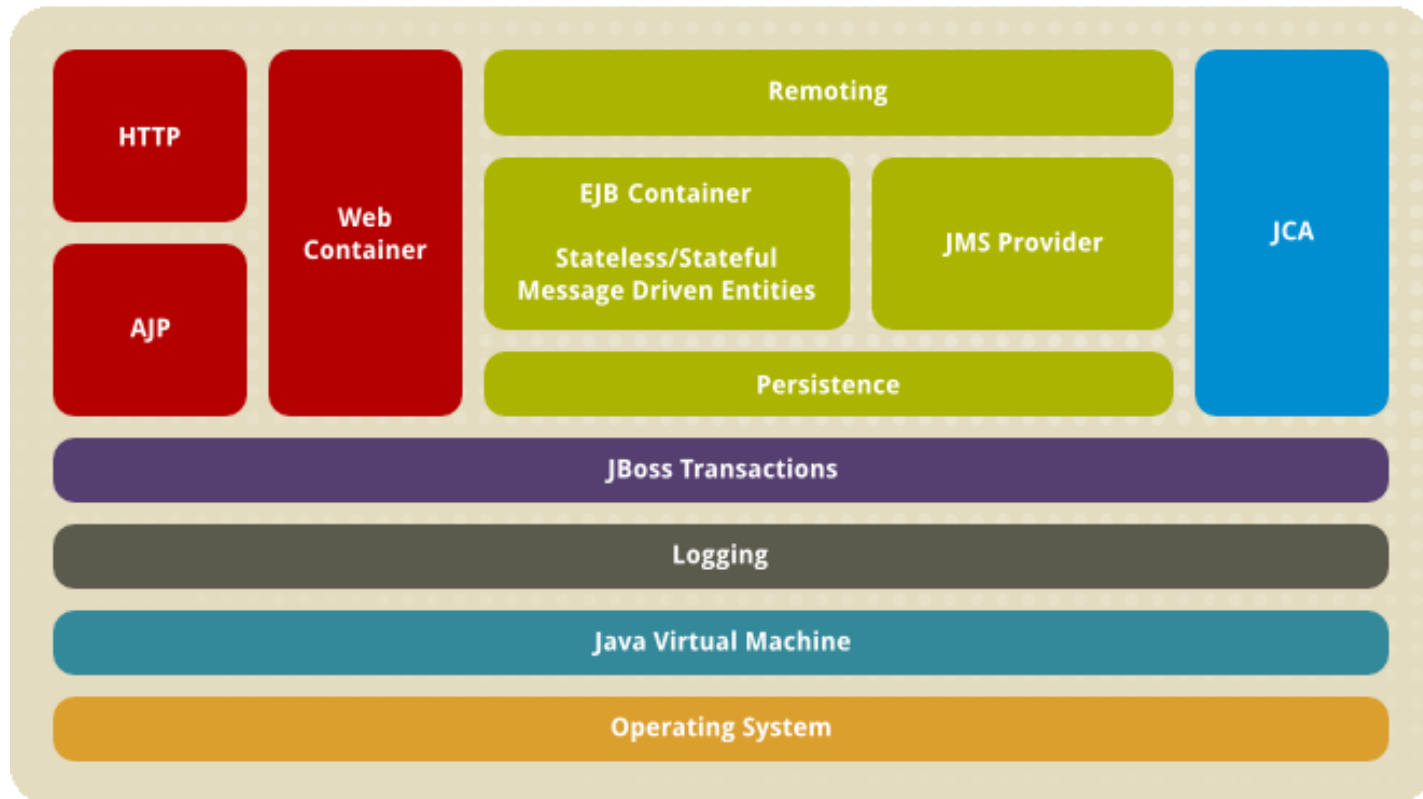 HTTP
AJP
Web
Container
Remoting
EJB Container
Stateless/Stateful
Message Driven Entities
JMS Provider
Persistence
JCA
JBoss Transactions
Logging
Java Virtual Machine
Operating System